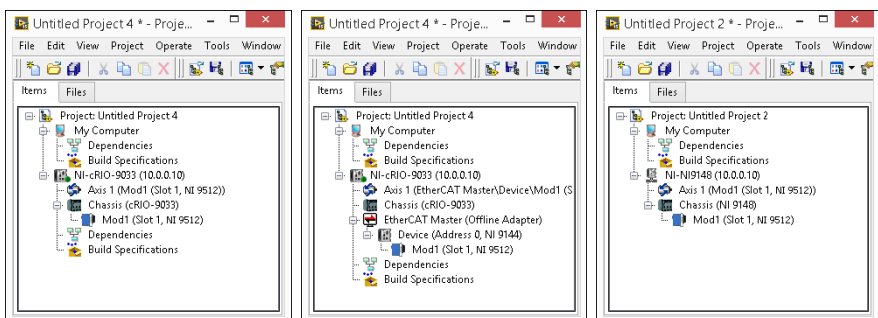 Untitled Project 4 * - Proje...
File Edit View Project Operate Tools Window
Items Files
Project: Untitled Project 4
My Computer
Dependencies
Build Specifications
NI-cRIO-9033 (10.0.0.10)
Axis 1 (Mod1 (Slot 1, NI 9512))
Chassis (cRIO-9033)
Mod1 (Slot 1, NI 9512)
Dependencies
Build Specifications
Untitled Project 4 * - Proje...
File Edit View Project Operate Tools Window
Items Files
Project: Untitled Project 4
My Computer
Dependencies
Build Specifications
NI-cRIO-9033 (10.0.0.10)
Axis 1 (EtherCAT Master\Device\Mod1 (S
Chassis (cRIO-9033)
EtherCAT Master (Offline Adapter)
Device (Address 0, NI 9144)
Mod1 (Slot 1, NI 9512)
Dependencies
Build Specifications
Untitled Project 2 * - Proje...
File Edit View Project Operate Tools Window
Items Files
Project: Untitled Project 2
My Computer
Dependencies
Build Specifications
NI-NI9148 (10.0.0.10)
Axis 1 (Mod1 (Slot 1, NI 9512))
Chassis (NI 9148)
Mod1 (Slot 1, NI 9512)